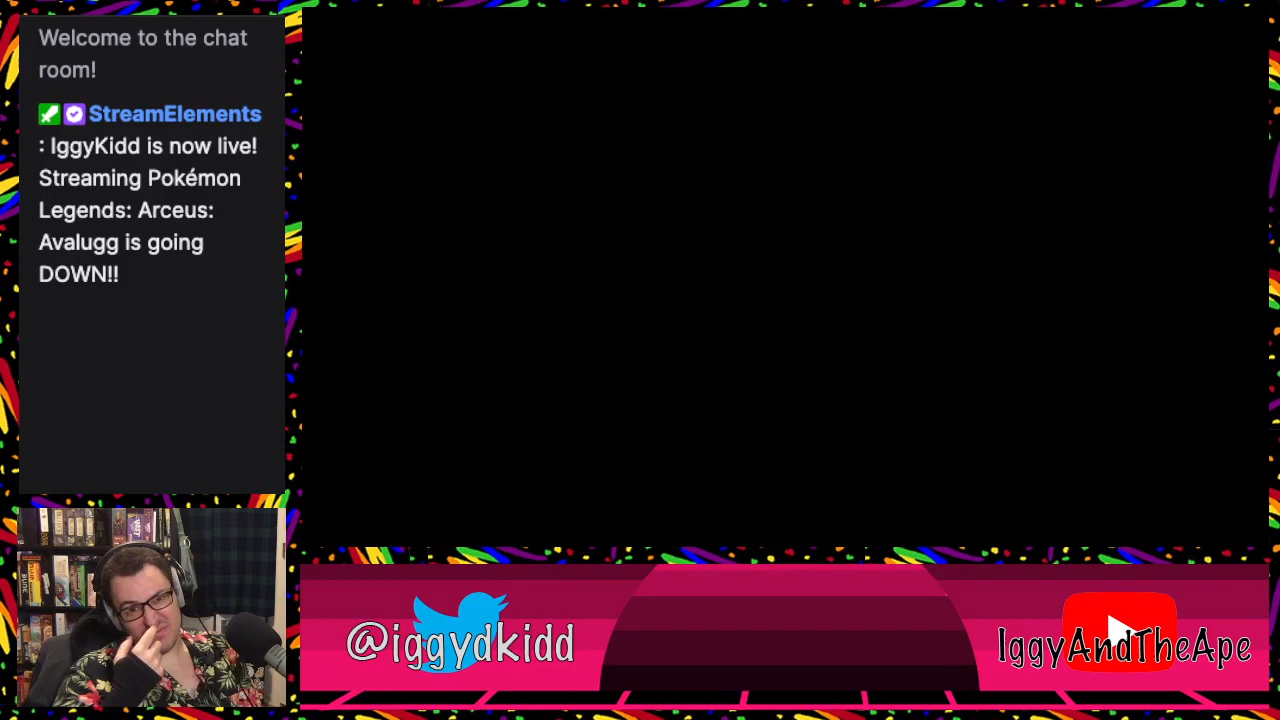 Welcome to the chat
room!
StreamElements
: IggyKidd is now live!
Streaming Pokémon
Legends: Arceus:
Avalugg is going
DOWN!!
@iggydkidd
IggyAndTheApe